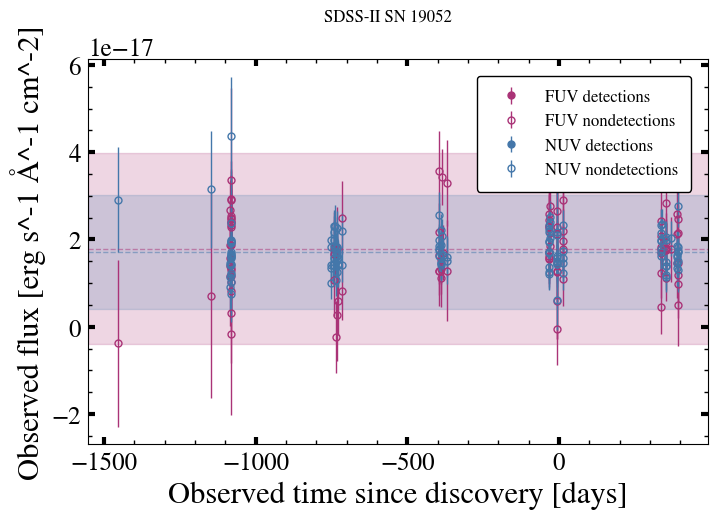 SDSS-II SN 19052
1e−17
6
4
2
0
−2
Observed flux [erg s^-1 Å^-1 cm^-2]
FUV detections
FUV nondetections
NUV detections
NUV nondetections
−1500 −1000 −500 0
Observed time since discovery [days]